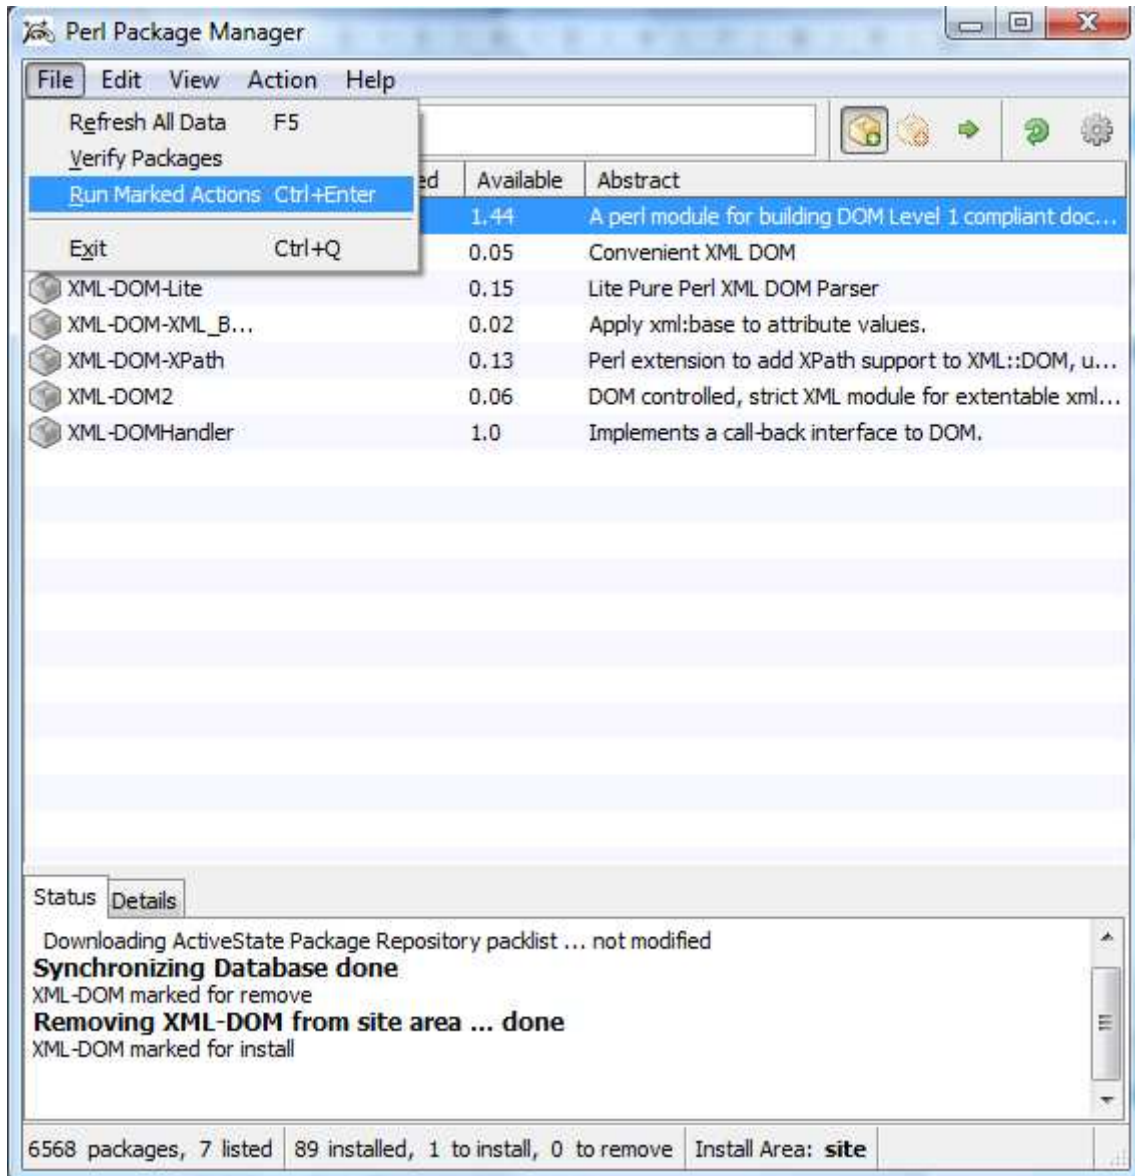 Perl Package Manager
File Edit View Action Help
Refresh All Data F5
Verify Packages
Run Marked Actions Ctrl+Enter
Exit Ctrl+Q
Available Abstract
1.44 A perl module for building DOM Level 1 compliant doc...
0.05 Convenient XML DOM
XML-DOM-Lite 0.15 Lite Pure Perl XML DOM Parser
XML-DOM-XML_B... 0.02 Apply xml:base to attribute values.
XML-DOM-XPath 0.13 Perl extension to add XPath support to XML::DOM, u...
XML-DOM2 0.06 DOM controlled, strict XML module for extentable xml...
XML-DOMHandler 1.0 Implements a call-back interface to DOM.
Status Details
Downloading ActiveState Package Repository packlist ... not modified
Synchronizing Database done
XML-DOM marked for remove
Removing XML-DOM from site area ... done
XML-DOM marked for install
6568 packages, 7 listed 89 installed, 1 to install, 0 to remove Install Area: site